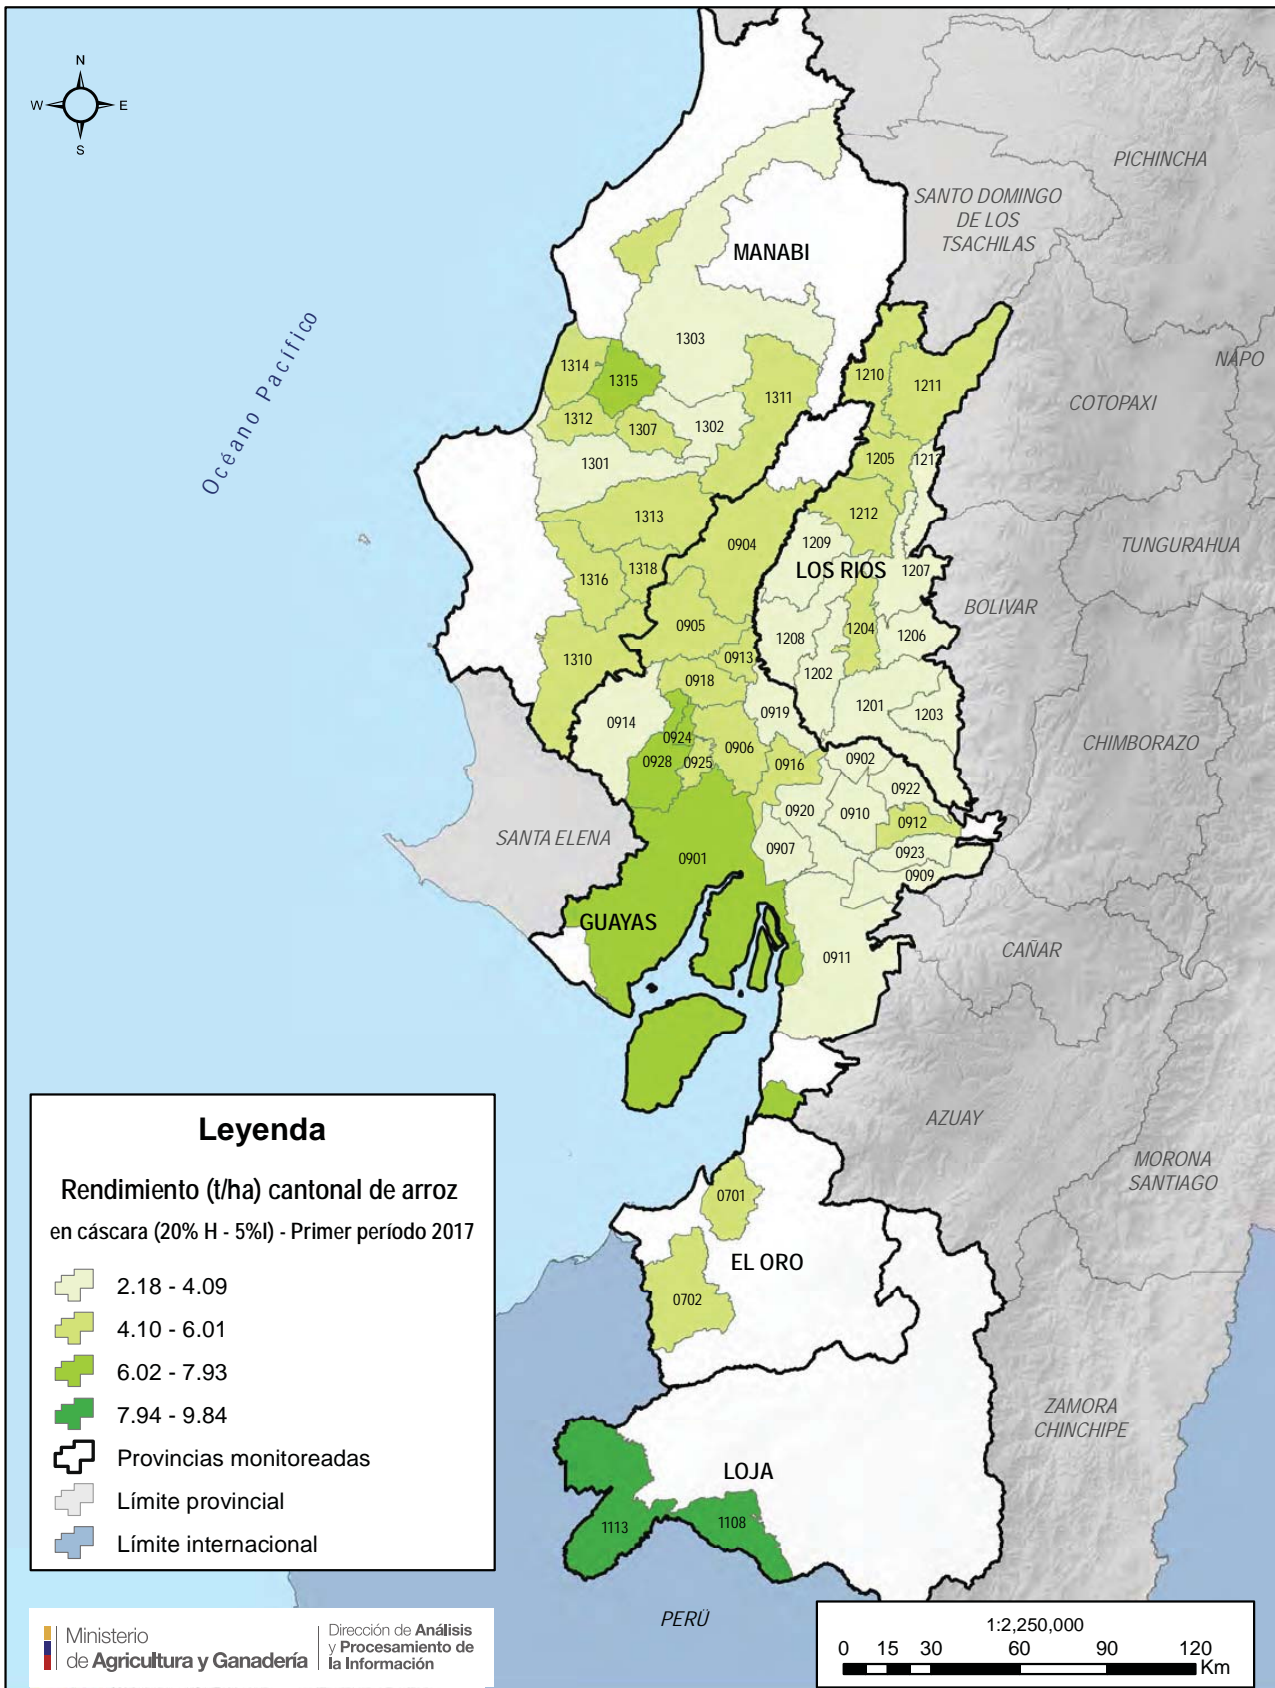 N
W
E
S
PICHINCHA
SANTO DOMINGO
DE LOS
TSACHILAS
MANABI
Océano Pacífico
NAPO
COTOPAXI
1303
1314
1315
1210
1211
1311
1312
1307
1302
1205
1217
1301
1212
1313
0904
1209
TUNGURAHUA
LOS RIOS
1207
1316
1318
BOLIVAR
0905
1208
1204
1206
1310
0913
0918
1202
0914
0919
1201
1203
0924
0906
CHIMBORAZO
0928
0925
0916
0902
0922
0920
0910
0912
SANTA ELENA
0907
0901
0923
0909
GUAYAS
0911
CAÑAR
AZUAY
MORONA
SANTIAGO
0701
EL ORO
0702
ZAMORA
CHINCHIPE
LOJA
1113
1108
PERÚ
Leyenda
Rendimiento (t/ha) cantonal de arroz
en cáscara (20% H - 5%I) - Primer período 2017
2.18 - 4.09
4.10 - 6.01
6.02 - 7.93
7.94 - 9.84
Provincias monitoreadas
Límite provincial
Límite internacional
Ministerio
de Agricultura y Ganadería
Dirección de Análisis
y Procesamiento de
la Información
1:2,250,000
0 15 30 60 90 120
Km